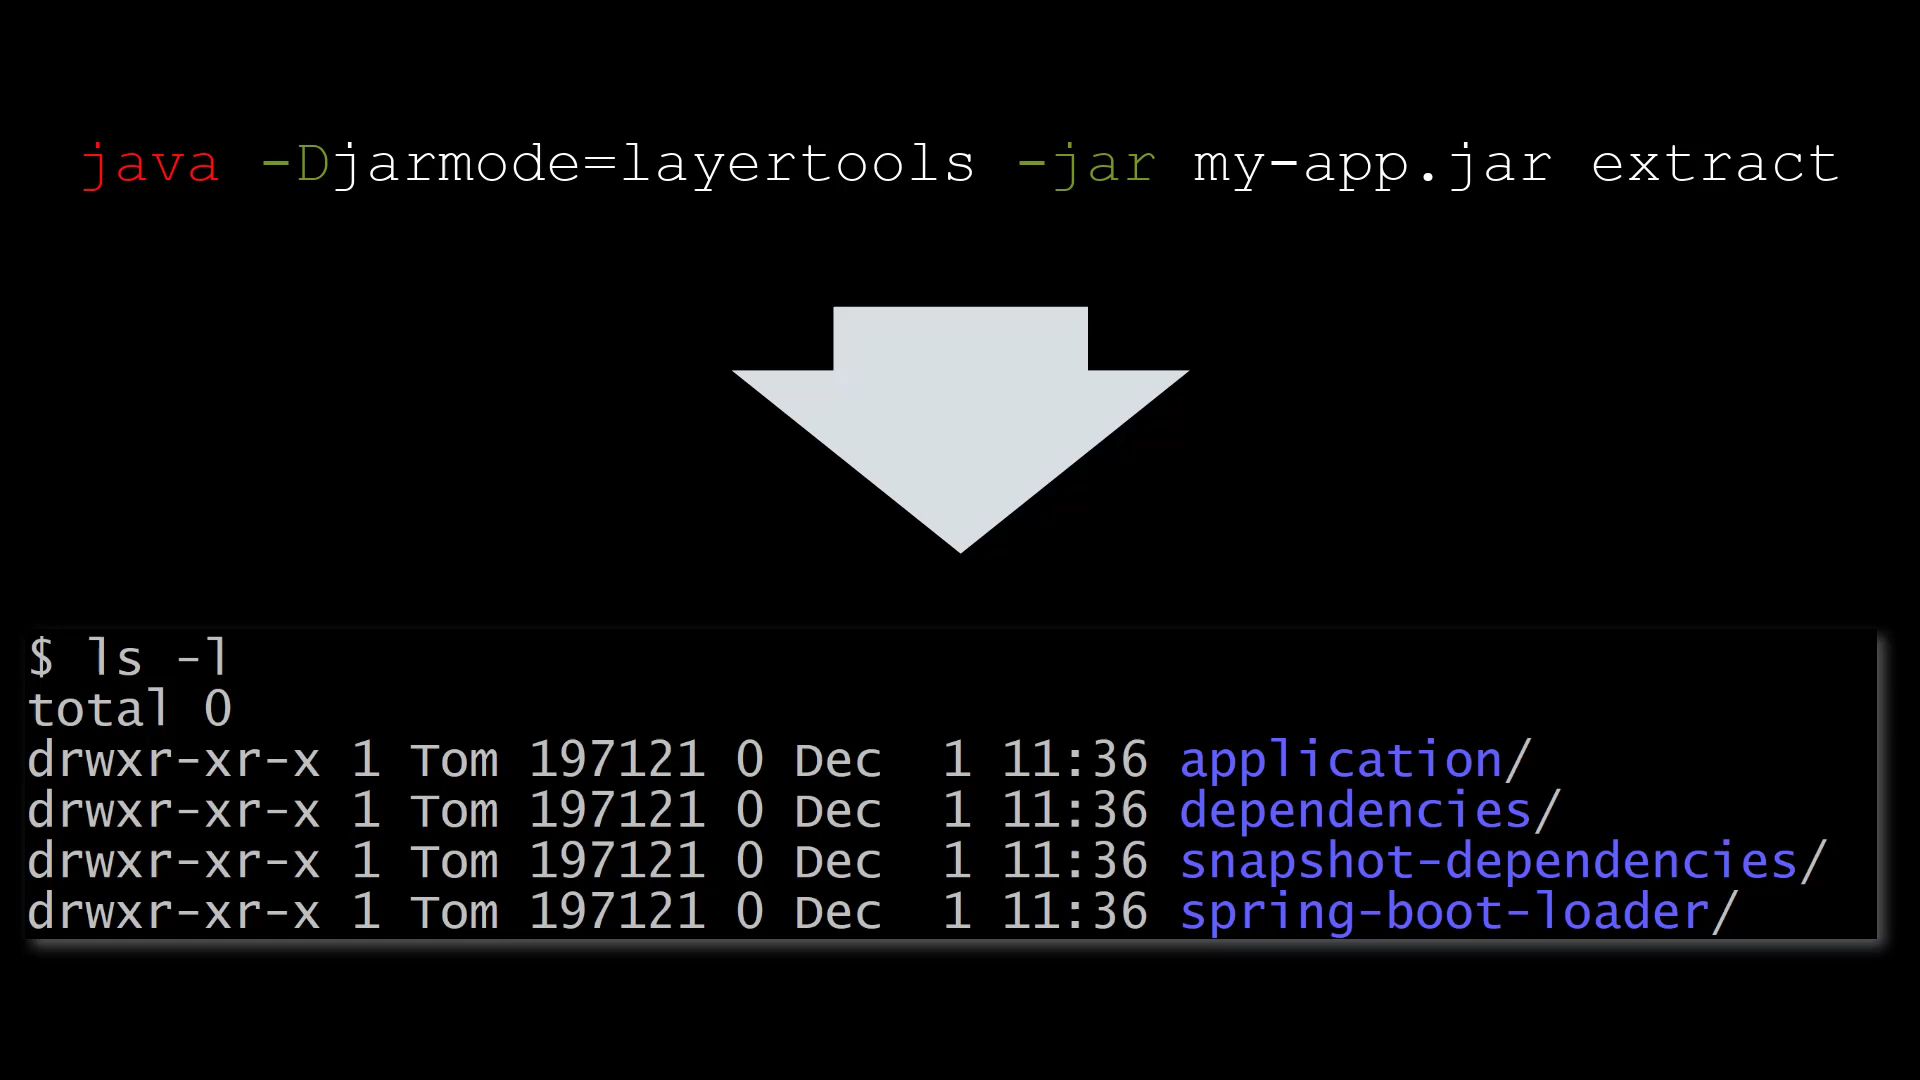 java -Djarmode=layertools -jar my-app.jar extract
$ ls -l
total 0
drwxr-xr-x 1 Tom 197121 0 Dec  1 11:36 application/
drwxr-xr-x 1 Tom 197121 0 Dec  1 11:36 dependencies/
drwxr-xr-x 1 Tom 197121 0 Dec  1 11:36 snapshot-dependencies/
drwxr-xr-x 1 Tom 197121 0 Dec  1 11:36 spring-boot-loader/